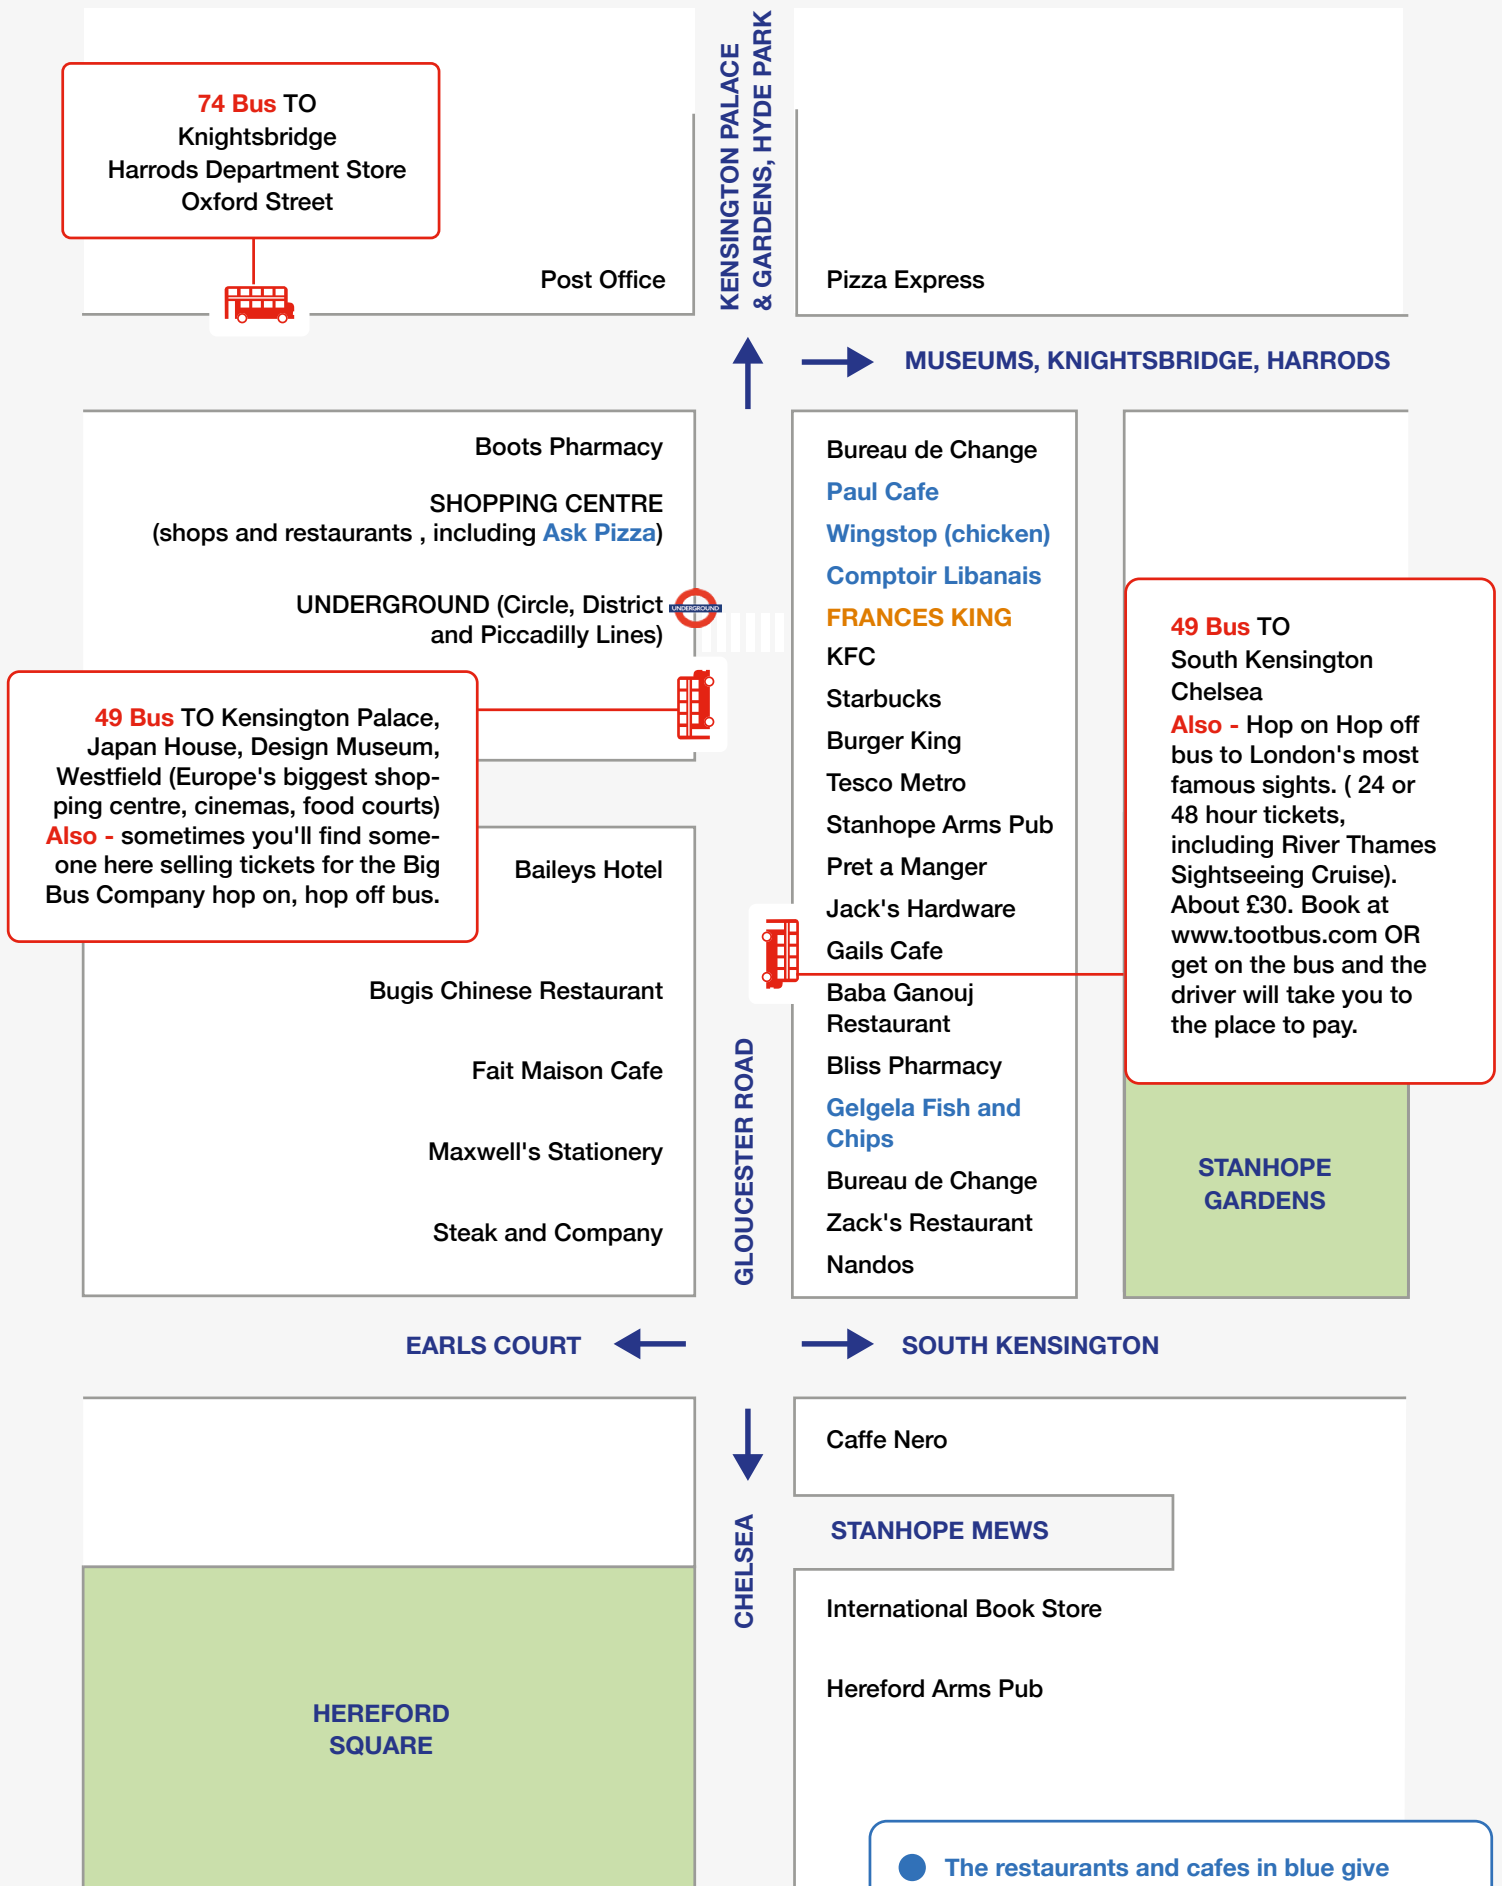 74 Bus TO
Knightsbridge
Harrods Department Store
Oxford Street
KENSINGTON PALACE
& GARDENS, HYDE PARK
Post Office
Pizza Express
MUSEUMS, KNIGHTSBRIDGE, HARRODS
Boots Pharmacy
SHOPPING CENTRE
(shops and restaurants , including Ask Pizza)
UNDERGROUND (Circle, District
and Piccadilly Lines)
UNDERGROUND
49 Bus TO Kensington Palace,
Japan House, Design Museum,
Westfield (Europe's biggest shop-
ping centre, cinemas, food courts)
Also - sometimes you'll find some-
one here selling tickets for the Big
Bus Company hop on, hop off bus.
Baileys Hotel
Bugis Chinese Restaurant
Fait Maison Cafe
Maxwell's Stationery
Steak and Company
GLOUCESTER ROAD
Bureau de Change
Paul Cafe
Wingstop (chicken)
Comptoir Libanais
FRANCES KING
KFC
Starbucks
Burger King
Tesco Metro
Stanhope Arms Pub
Pret a Manger
Jack's Hardware
Gails Cafe
Baba Ganouj
Restaurant
Bliss Pharmacy
Gelgela Fish and
Chips
Bureau de Change
Zack's Restaurant
Nandos
49 Bus TO
South Kensington
Chelsea
Also - Hop on Hop off
bus to London's most
famous sights. ( 24 or
48 hour tickets,
including River Thames
Sightseeing Cruise).
About £30. Book at
www.tootbus.com OR
get on the bus and the
driver will take you to
the place to pay.
STANHOPE
GARDENS
EARLS COURT
SOUTH KENSINGTON
CHELSEA
Caffe Nero
STANHOPE MEWS
International Book Store
Hereford Arms Pub
HEREFORD
SQUARE
The restaurants and cafes in blue give